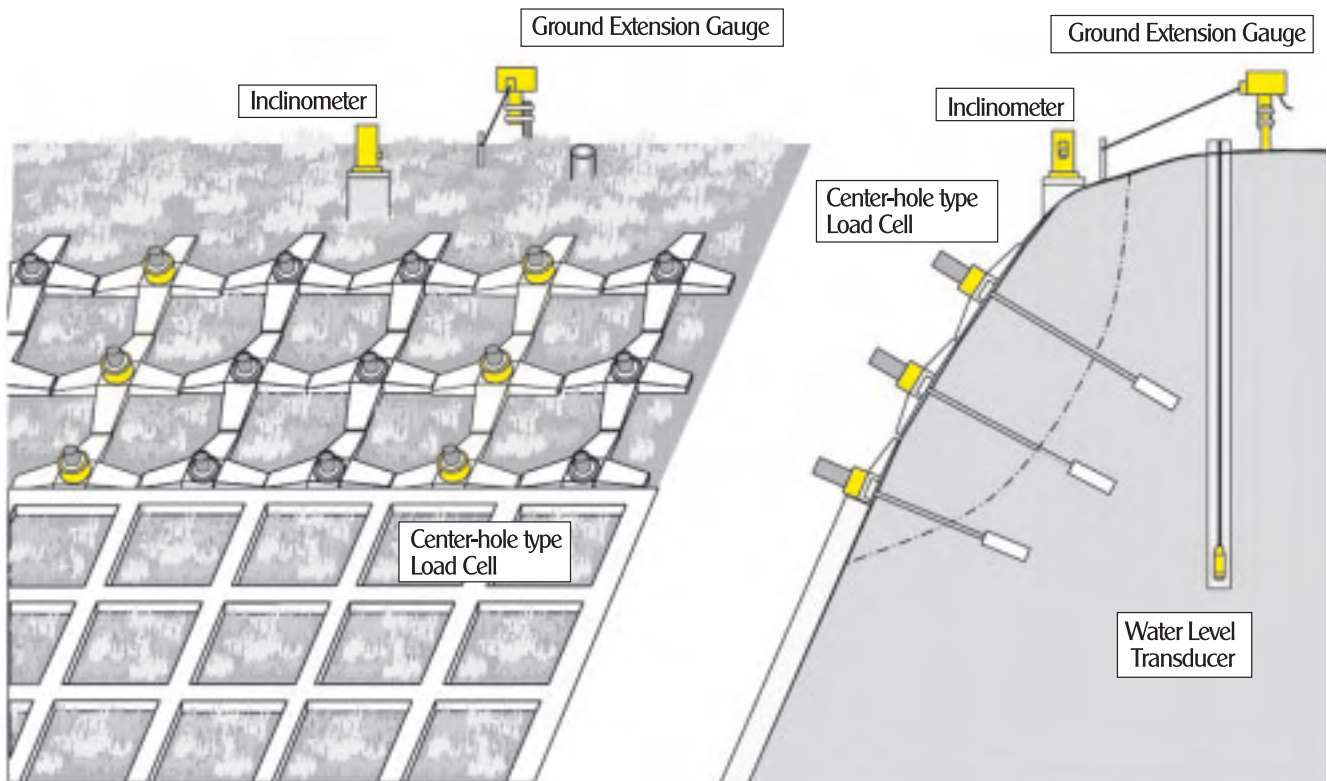 Ground Extension Gauge
Inclinometer
Center-hole type
Load Cell
Ground Extension Gauge
Inclinometer
Center-hole type
Load Cell
Water Level
Transducer